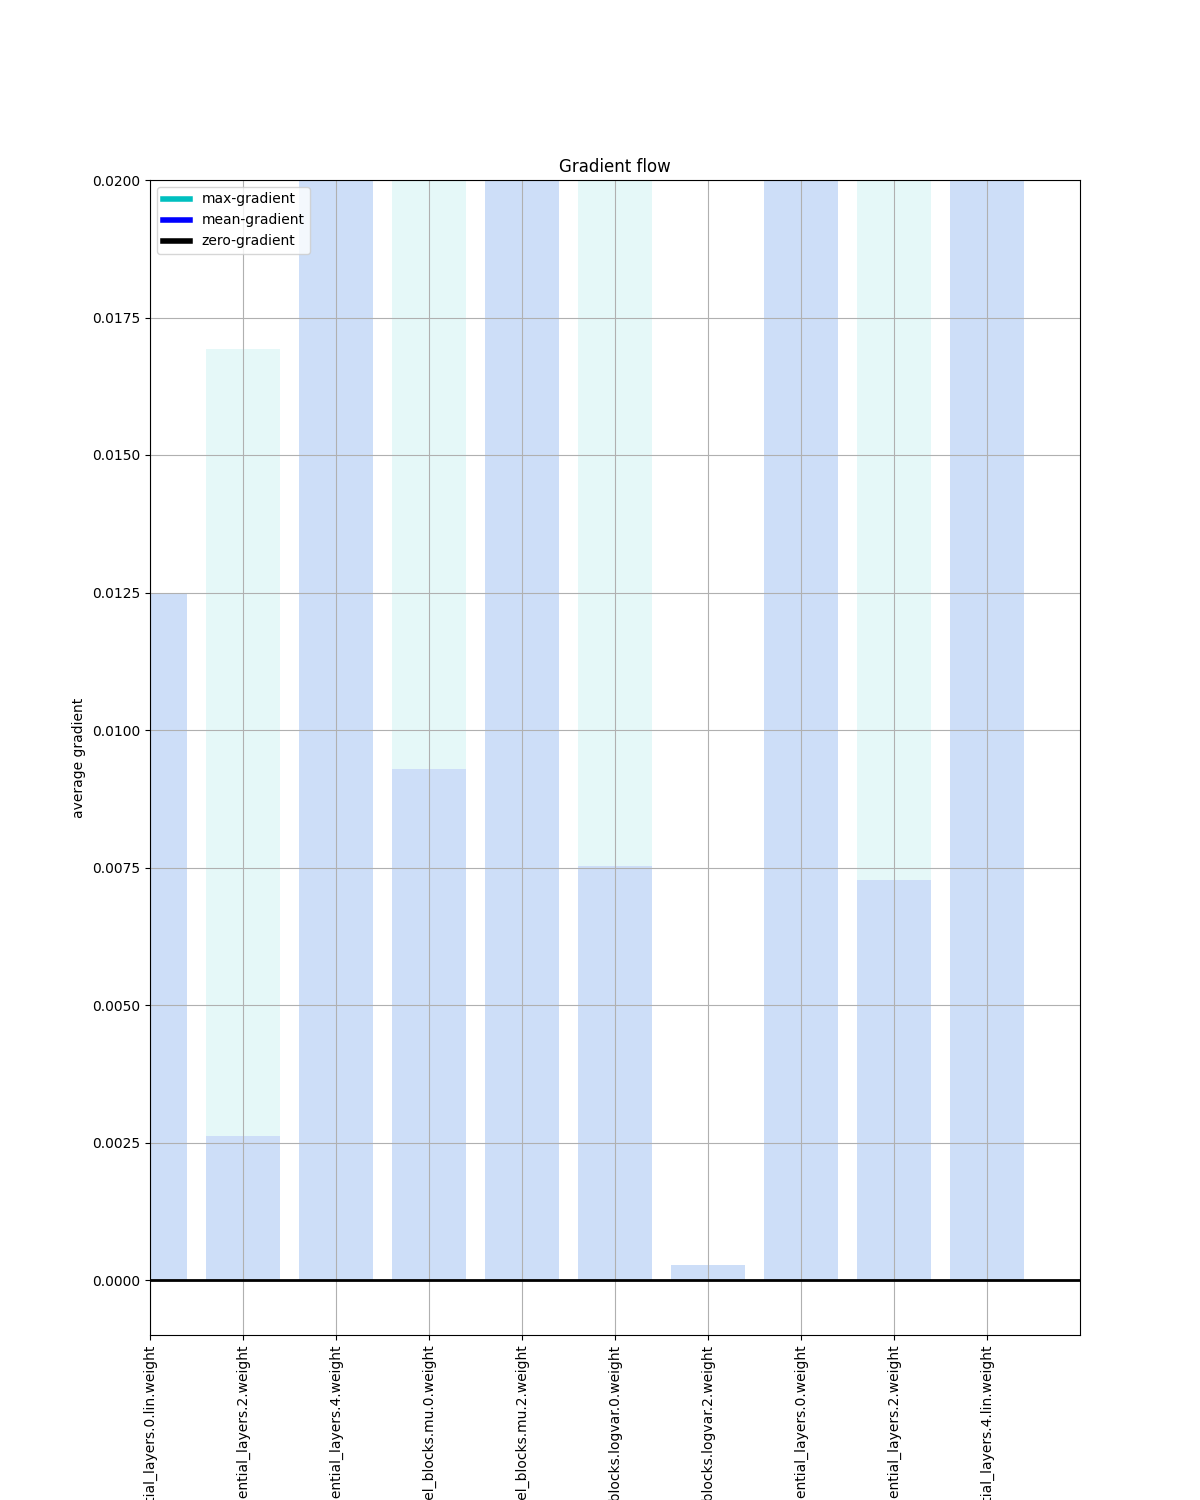 Gradient flow
max-gradient
mean-gradient
zero-gradient
0.0200
0.0175
0.0150
0.0125
0.0100
0.0075
0.0050
0.0025
0.0000
average gradient
tial_layers.0.lin.weight
ential_layers.2.weight
ential_layers.4.weight
el_blocks.mu.0.weight
el_blocks.mu.2.weight
blocks.logvar.0.weight
blocks.logvar.2.weight
ential_layers.0.weight
ential_layers.2.weight
tial_layers.4.lin.weight